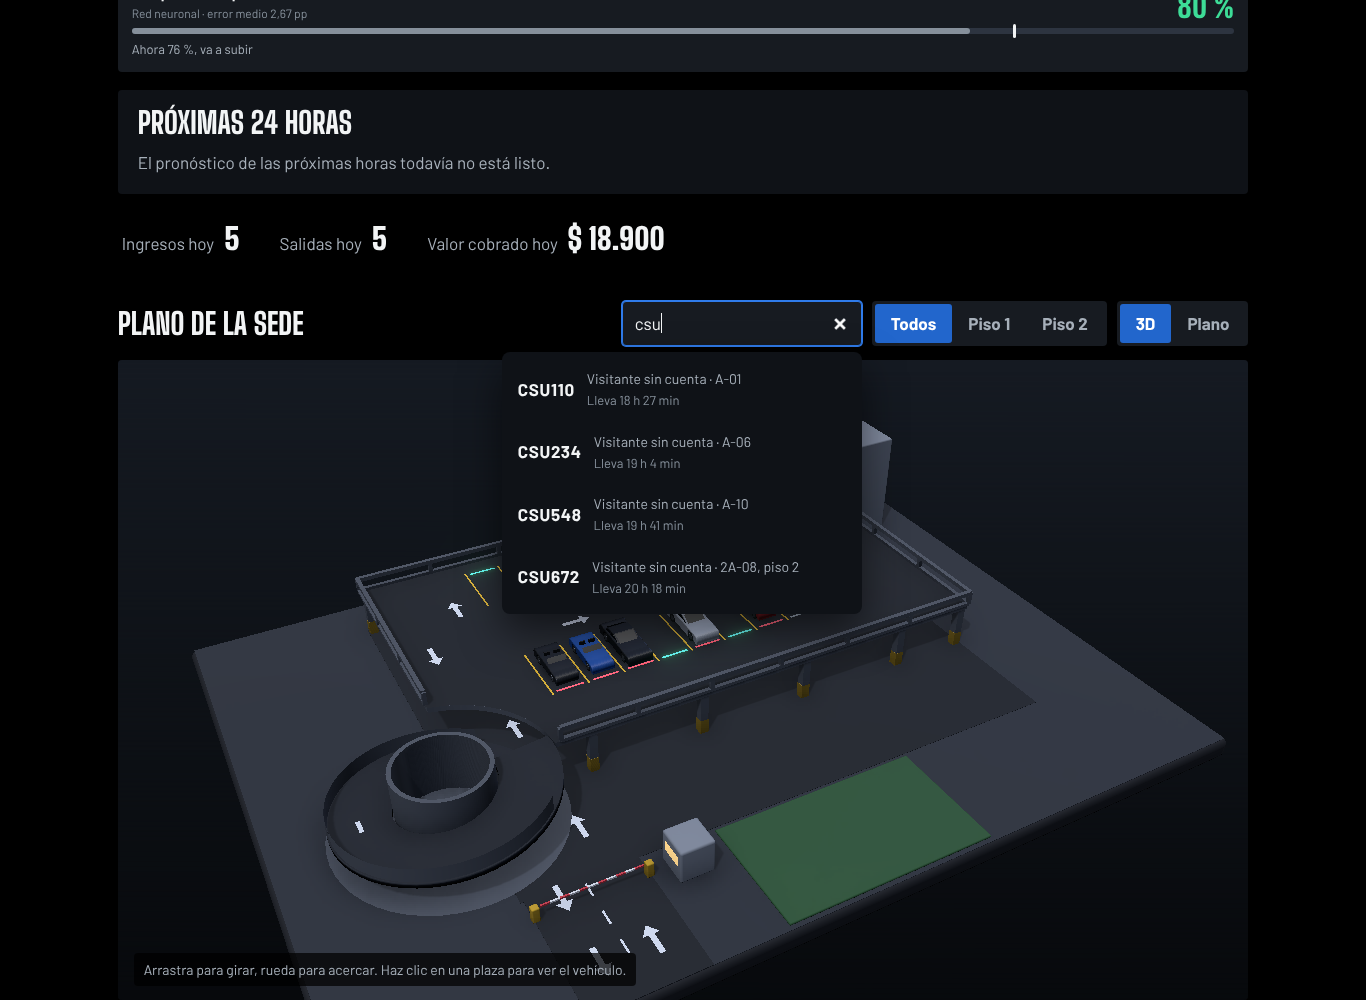 Red neuronal · error medio 2,67 pp
80 %
Ahora 76 %, va a subir
PRÓXIMAS 24 HORAS
El pronóstico de las próximas horas todavía no está listo.
Ingresos hoy 5 Salidas hoy 5 Valor cobrado hoy $ 18.900
PLANO DE LA SEDE
csu
Todos Piso 1 Piso 2 3D Plano
CSU110 Visitante sin cuenta · A-01
Lleva 18 h 27 min
CSU234 Visitante sin cuenta · A-06
Lleva 19 h 4 min
CSU548 Visitante sin cuenta · A-10
Lleva 19 h 41 min
CSU672 Visitante sin cuenta · 2A-08, piso 2
Lleva 20 h 18 min
Arrastra para girar, rueda para acercar. Haz clic en una plaza para ver el vehículo.